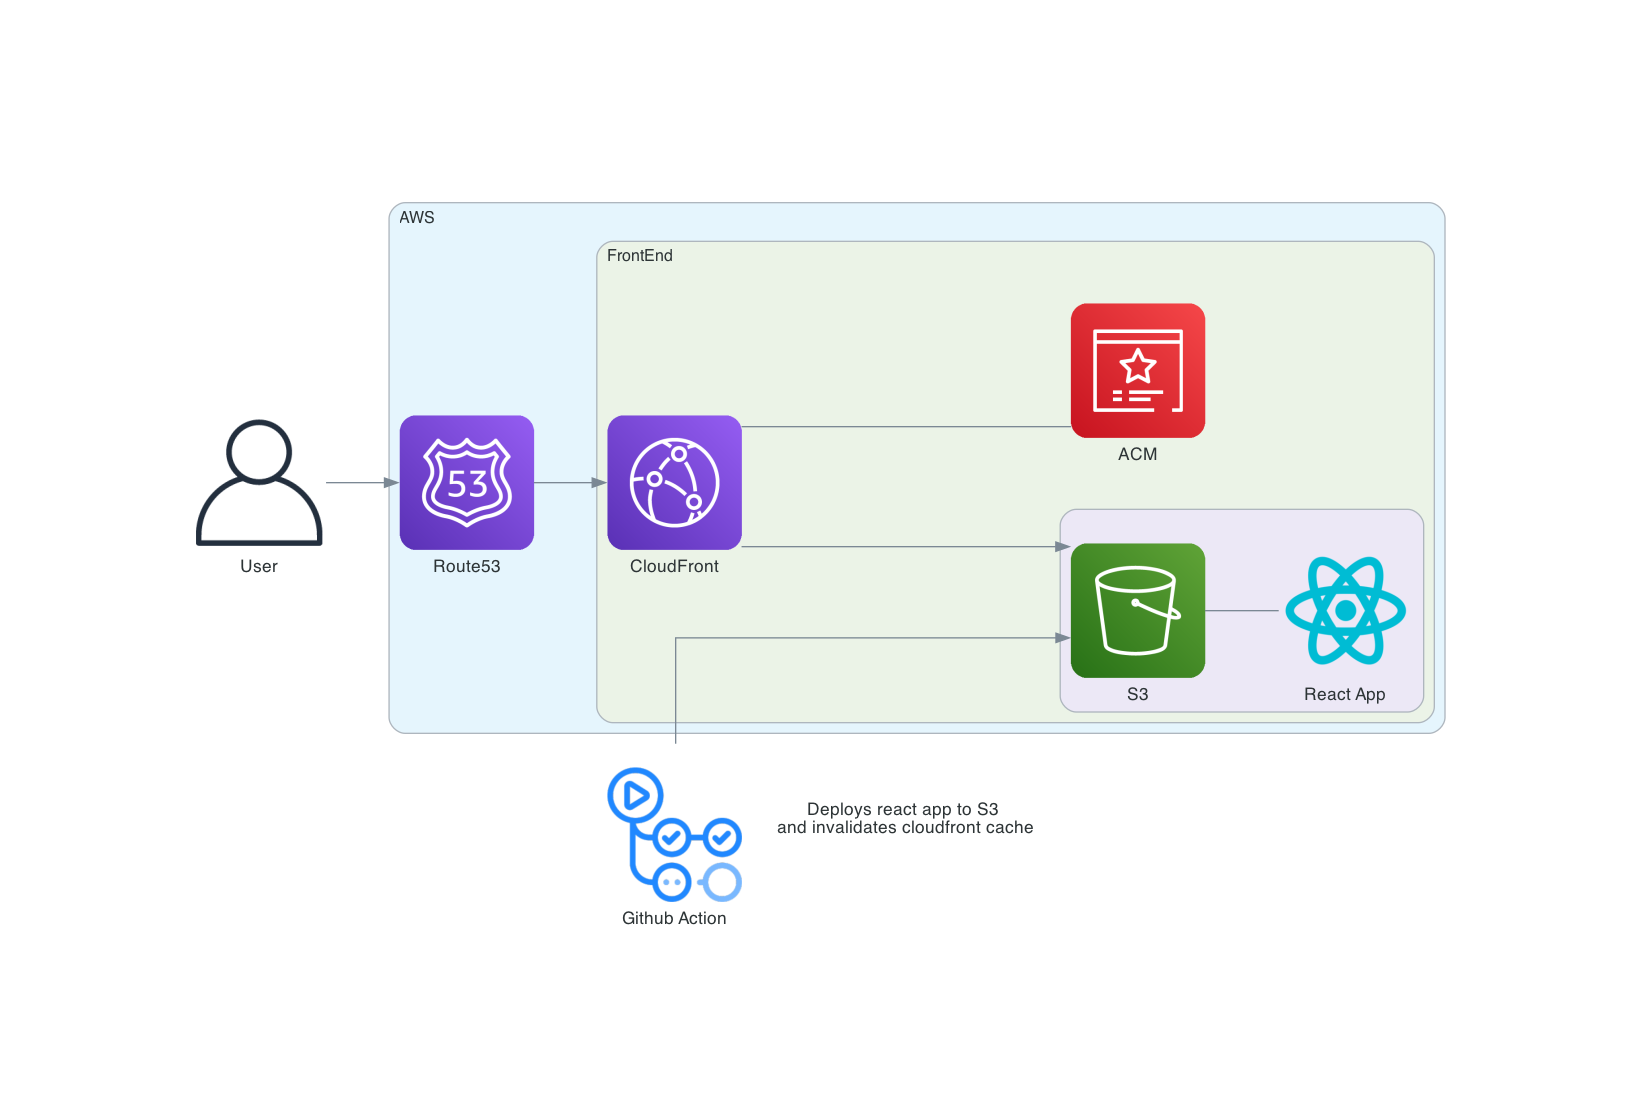 AWS
FrontEnd
ACM
53
User
Route53
CloudFront
S3
React App
Deploys react app to S3
and invalidates cloudfront cache
Github Action